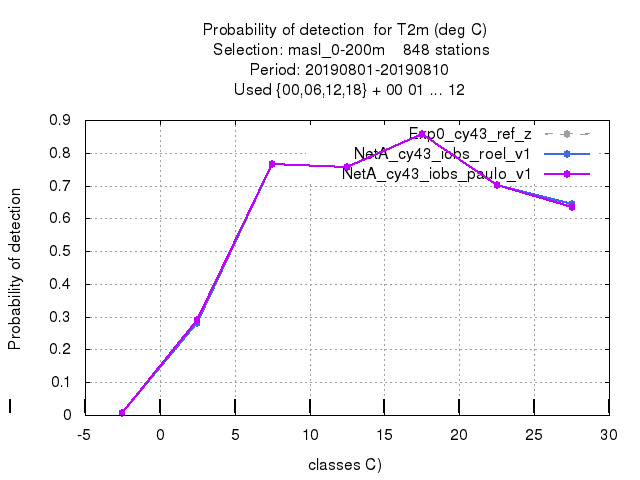 Probability of detection  for T2m (deg C)
Selection: masl_0-200m    848 stations
Period: 20190801-20190810
Used {00,06,12,18} + 00 01 ... 12
Exp0_cy43_ref_z
NetA_cy43_iobs_roel_v1
NetA_cy43_iobs_paulo_v1
0.9
0.8
0.7
0.6
0.5
0.4
0.3
0.2
0.1
0
Probability of detection
-5 0 5 10 15 20 25 30
classes C)